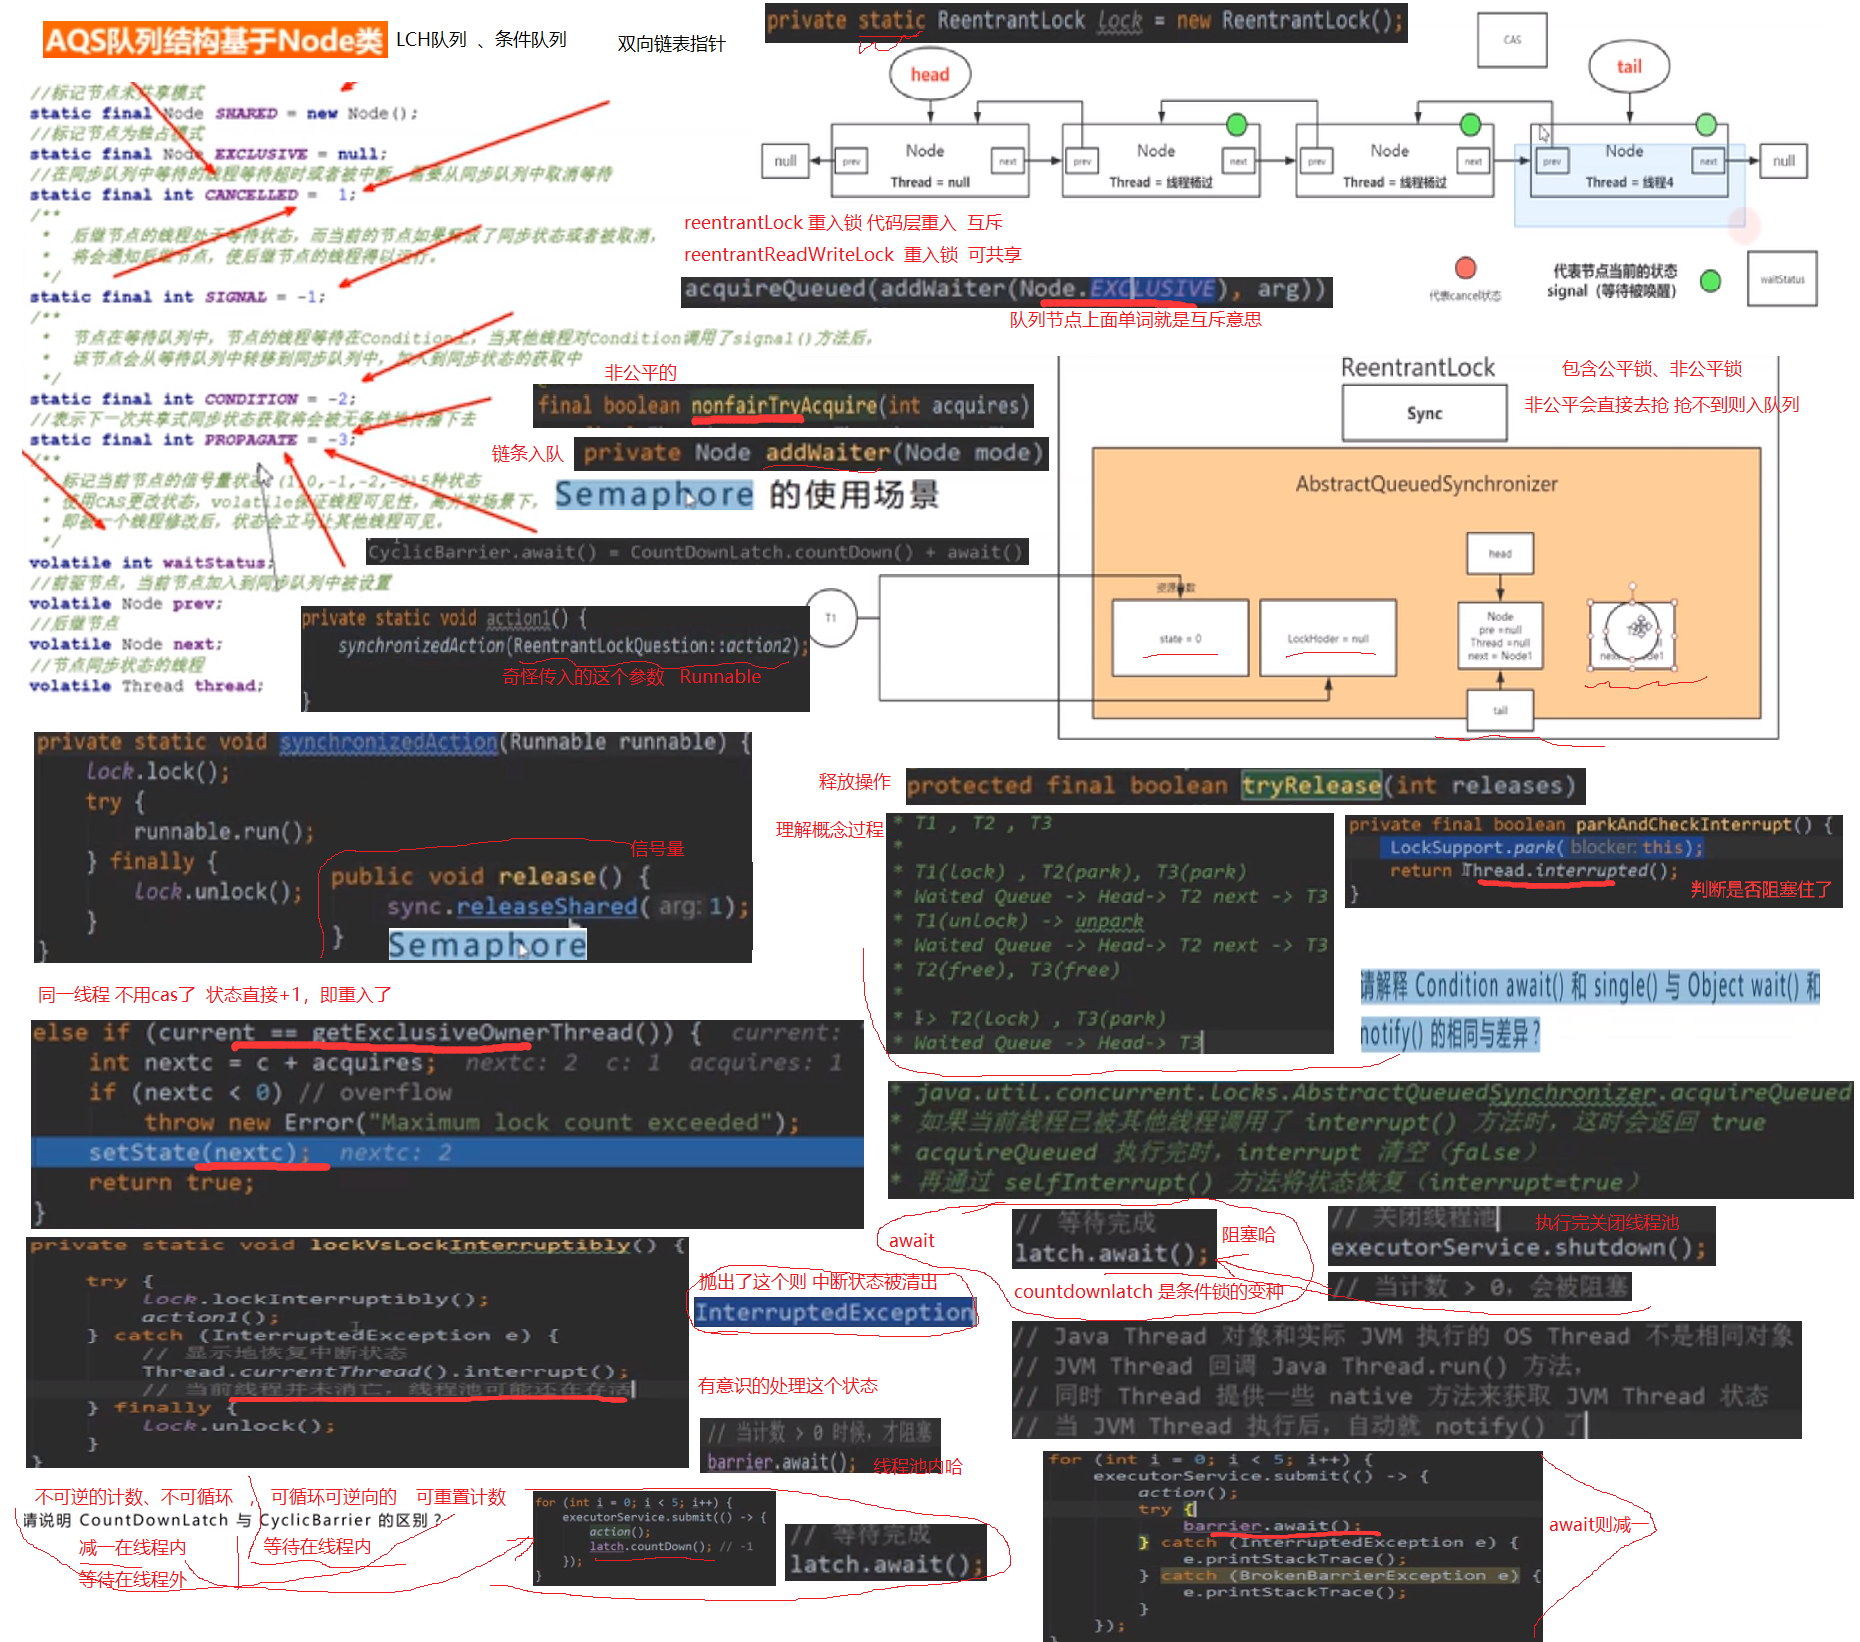 AQS队列结构基于Node类
LCH队列 、条件队列
双向链表指针
private static ReentrantLock lock = new ReentrantLock();
CAS
head
tail
null
prev
Node
next
Thread = null
prev
Node
next
Thread = 线程杨过
prev
Node
next
Thread = 线程杨过
prev
Node
next
Thread = 线程4
null
代表cancel状态
代表节点当前的状态
signal（等待被唤醒）
waitStatus
//标记节点未共享模式
static final Node SHARED = new Node();
//标记节点为独占模式
static final Node EXCLUSIVE = null;
//在同步队列中等待的线程等待超时或者被中断，需要从同步队列中取消等待
static final int CANCELLED = 1;
/**
* 后继节点的线程处于等待状态，而当前的节点如果释放了同步状态或者被取消，
* 将会通知后继节点，使后继节点的线程得以运行。
*/
static final int SIGNAL = -1;
/**
* 节点在等待队列中，节点的线程等待在Condition上，当其他线程对Condition调用了signal()方法后，
* 该节点会从等待队列中转移到同步队列中，加入到同步状态的获取中
*/
static final int CONDITION = -2;
//表示下一次共享式同步状态获取将会被无条件地传播下去
static final int PROPAGATE = -3;
/**
* 标记当前节点的信号量状态 (1,0,-1,-2,-3)5种状态
* 使用CAS更改状态，volatile保证线程可见性，高并发场景下，
* 即被一个线程修改后，状态会立马让其他线程可见。
*/
volatile int waitStatus;
//前驱节点，当前节点加入到同步队列中被设置
volatile Node prev;
//后继节点
volatile Node next;
//节点同步状态的线程
volatile Thread thread;
reentrantLock 重入锁 代码层重入 互斥
reentrantReadWriteLock 重入锁 可共享
acquireQueued(addWaiter(Node.EXCLUSIVE), arg))
队列节点上面单词就是互斥意思
非公平的
final boolean nonfairTryAcquire(int acquires)
链条入队
private Node addWaiter(Node mode)
Semaphore 的使用场景
CyclicBarrier.await() = CountDownLatch.countDown() + await()
ReentrantLock
包含公平锁、非公平锁
非公平会直接去抢 抢不到则入队列
Sync
AbstractQueuedSynchronizer
T1
state = 0
LockHoder = null
head
Node
pre =null
Thread =null
next = Node1
tail
private static void action1() {
synchronizedAction(ReentrantLockQuestion::action2);
奇怪传入的这个参数 Runnable
}
private static void synchronizedAction(Runnable runnable) {
lock.lock();
try {
runnable.run();
} finally {
lock.unlock();
}
}
信号量
public void release() {
sync.releaseShared( arg: 1);
}
Semaphore
释放操作
protected final boolean tryRelease(int releases)
理解概念过程
* T1 , T2 , T3
*
* T1(lock) , T2(park), T3(park)
* Waited Queue -> Head-> T2 next -> T3
* T1(unlock) -> unpark
* Waited Queue -> Head-> T2 next -> T3
* T2(free), T3(free)
*
* -> T2(lock) , T3(park)
* Waited Queue -> Head-> T3
private final boolean parkAndCheckInterrupt() {
LockSupport.park( blocker: this);
return Thread.interrupted();
}
判断是否阻塞住了
请解释 Condition await() 和 single() 与 Object wait() 和
notify() 的相同与差异？
同一线程 不用cas了 状态直接+1，即重入了
else if (current == getExclusiveOwnerThread()) { current:
int nextc = c + acquires; nextc: 2 c: 1 acquires: 1
if (nextc < 0) // overflow
throw new Error("Maximum lock count exceeded");
setState(nextc); nextc: 2
return true;
}
* java.util.concurrent.locks.AbstractQueuedSynchronizer.acquireQueued
* 如果当前线程已被其他线程调用了 interrupt() 方法时，这时会返回 true
* acquireQueued 执行完时，interrupt 清空（false）
* 再通过 selfInterrupt() 方法将状态恢复（interrupt=true）
await
// 等待完成
latch.await();
阻塞哈
countdownlatch 是条件锁的变种
// 关闭线程池
执行完关闭线程池
executorService.shutdown();
// 当计数 > 0，会被阻塞
private static void lockVsLockInterruptibly() {
try {
lock.lockInterruptibly();
action1();
} catch (InterruptedException e) {
// 显示地恢复中断状态
Thread.currentThread().interrupt();
// 当前线程并未消亡，线程池可能还在存活
} finally {
lock.unlock();
}
}
抛出了这个则 中断状态被清出
InterruptedException
有意识的处理这个状态
// 当计数 > 0 时候，才阻塞
barrier.await();
线程池内哈
// Java Thread 对象和实际 JVM 执行的 OS Thread 不是相同对象
// JVM Thread 回调 Java Thread.run() 方法，
// 同时 Thread 提供一些 native 方法来获取 JVM Thread 状态
// 当 JVM Thread 执行后，自动就 notify() 了
不可逆的计数、不可循环 ， 可循环可逆向的 可重置计数
请说明 CountDownLatch 与 CyclicBarrier 的区别？
减一在线程内
等待在线程外
等待在线程内
for (int i = 0; i < 5; i++) {
executorService.submit(() -> {
action();
latch.countDown(); // -1
});
}
// 等待完成
latch.await();
for (int i = 0; i < 5; i++) {
executorService.submit(() -> {
action();
try {
barrier.await();
} catch (InterruptedException e) {
e.printStackTrace();
} catch (BrokenBarrierException e) {
e.printStackTrace();
}
});
await则减一